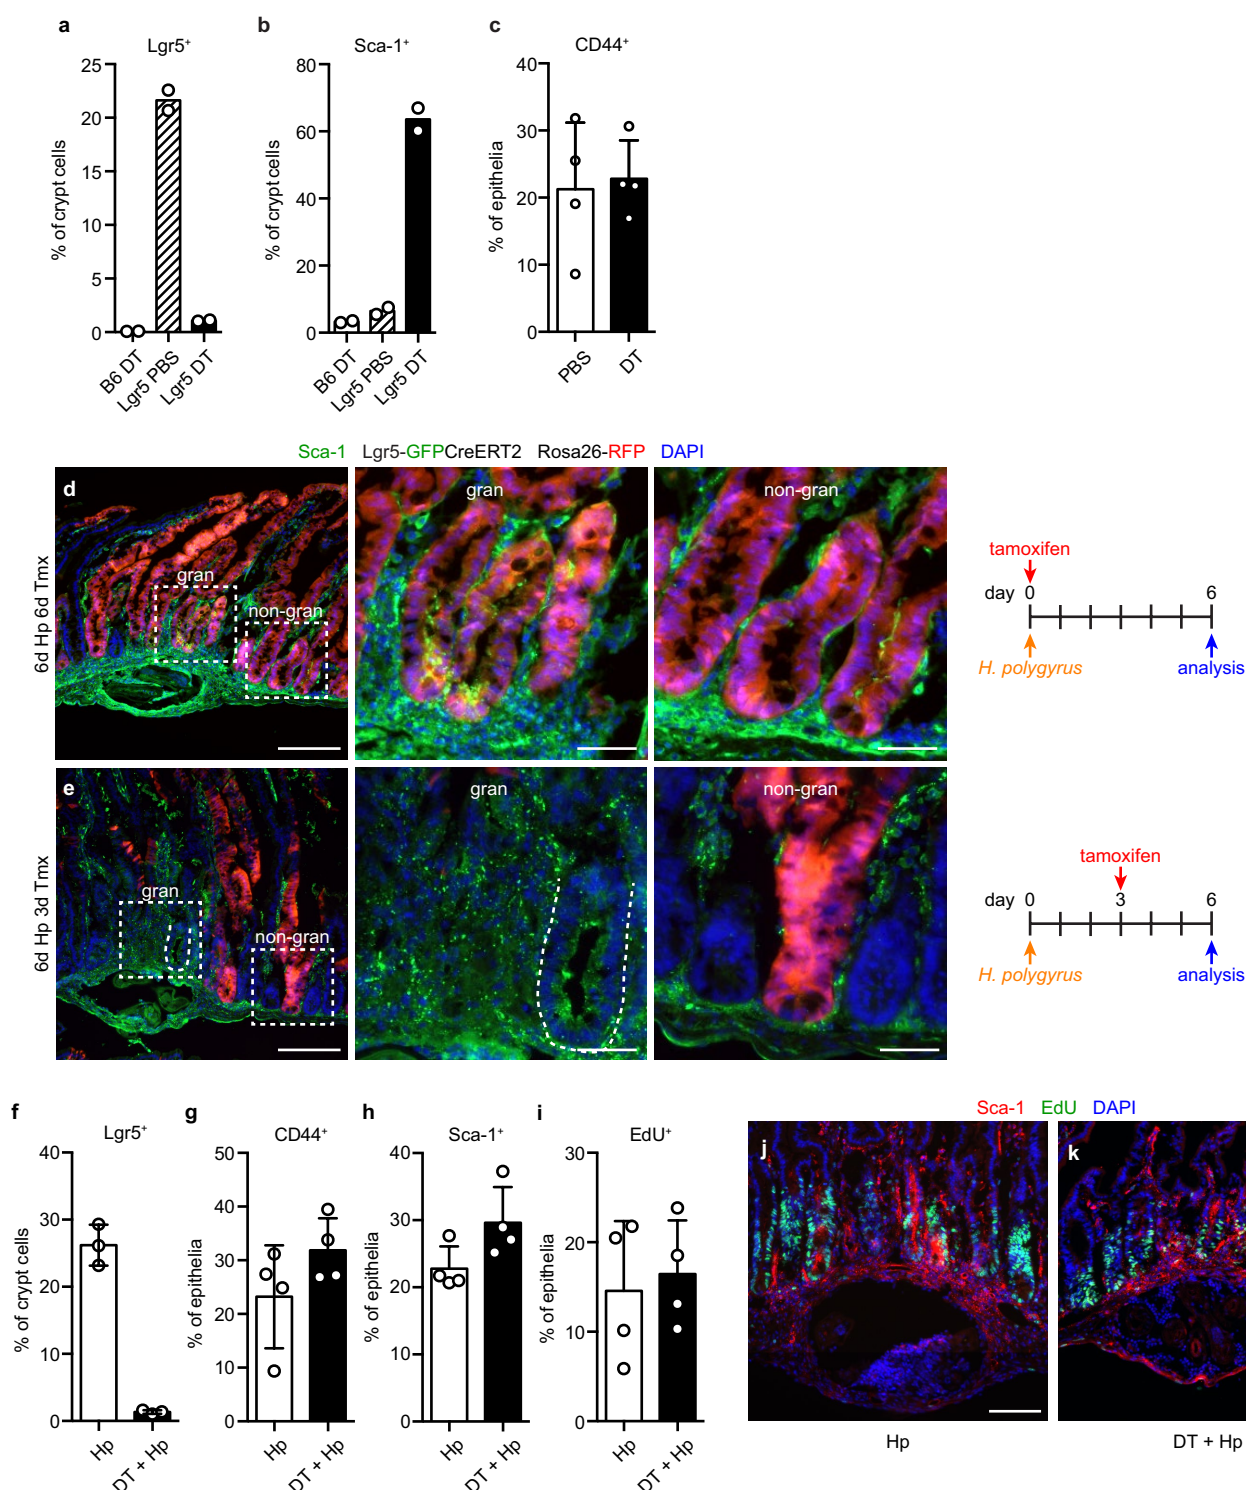 a
Lgr5⁺
% of crypt cells
25
20
15
10
5
0
B6 DT
Lgr5 PBS
Lgr5 DT
b
Sca-1⁺
% of crypt cells
80
60
40
20
0
B6 DT
Lgr5 PBS
Lgr5 DT
c
CD44⁺
% of epithelia
40
30
20
10
0
PBS
DT
Sca-1 Lgr5-GFPCreERT2 Rosa26-RFP DAPI
6d Hp 6d Tmx
d
gran
non-gran
gran
non-gran
tamoxifen
day 0 6
H. polygyrus analysis
6d Hp 3d Tmx
e
gran
non-gran
gran
non-gran
tamoxifen
day 0 3 6
H. polygyrus analysis
f
Lgr5⁺
% of crypt cells
40
30
20
10
0
Hp
DT + Hp
g
CD44⁺
% of epithelia
50
40
30
20
10
0
Hp
DT + Hp
h
Sca-1⁺
% of epithelia
40
30
20
10
0
Hp
DT + Hp
i
EdU⁺
% of epithelia
30
20
10
0
Hp
DT + Hp
Sca-1 EdU DAPI
j
k
Hp
DT + Hp